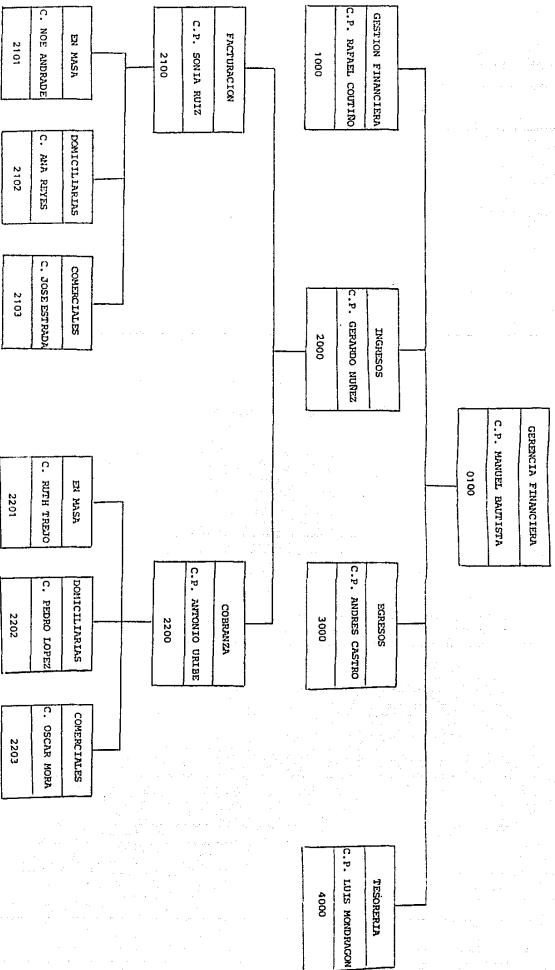 GERENCIA FINANCIERA
C.P. MANUEL BAUTISTA
0100
GESTION FINANCIERA
C.P. RAFAEL COUTIÑO
1000
INGRESOS
C.P. GERARDO NUÑEZ
2000
EGRESOS
C.P. ANDRES CASTRO
3000
TESORERIA
C.P. LUIS MONDRAGON
4000
FACTURACION
C.P. SONIA RUIZ
2100
COBRANZA
C.P. ANTONIO URIBE
2200
EN MASA
C. NOE ANDRADE
2101
DOMICILIARIAS
C. ANA REYES
2102
COMERCIALES
C. JOSE ESTRADA
2103
EN MASA
C. RUTH TREJO
2201
DOMICILIARIAS
C. PEDRO LOPEZ
2202
COMERCIALES
C. OSCAR MORA
2203